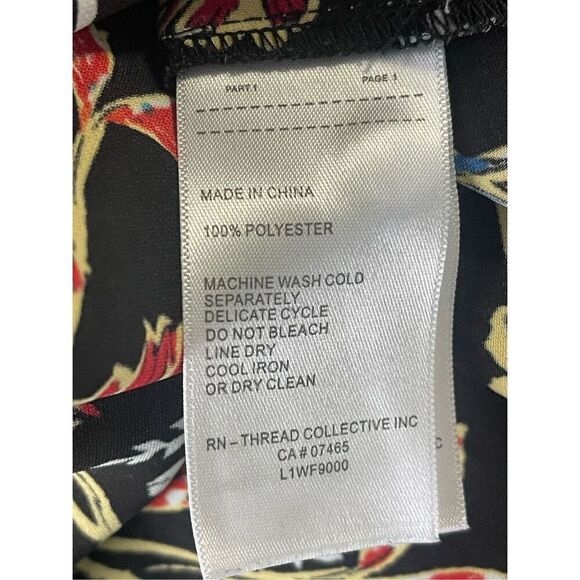 PART 1 PAGE 1
MADE IN CHINA
100% POLYESTER
MACHINE WASH COLD
SEPARATELY
DELICATE CYCLE
DO NOT BLEACH
LINE DRY
COOL IRON
OR DRY CLEAN
RN – THREAD COLLECTIVE INC
CA # 07465
L1WF9000
C